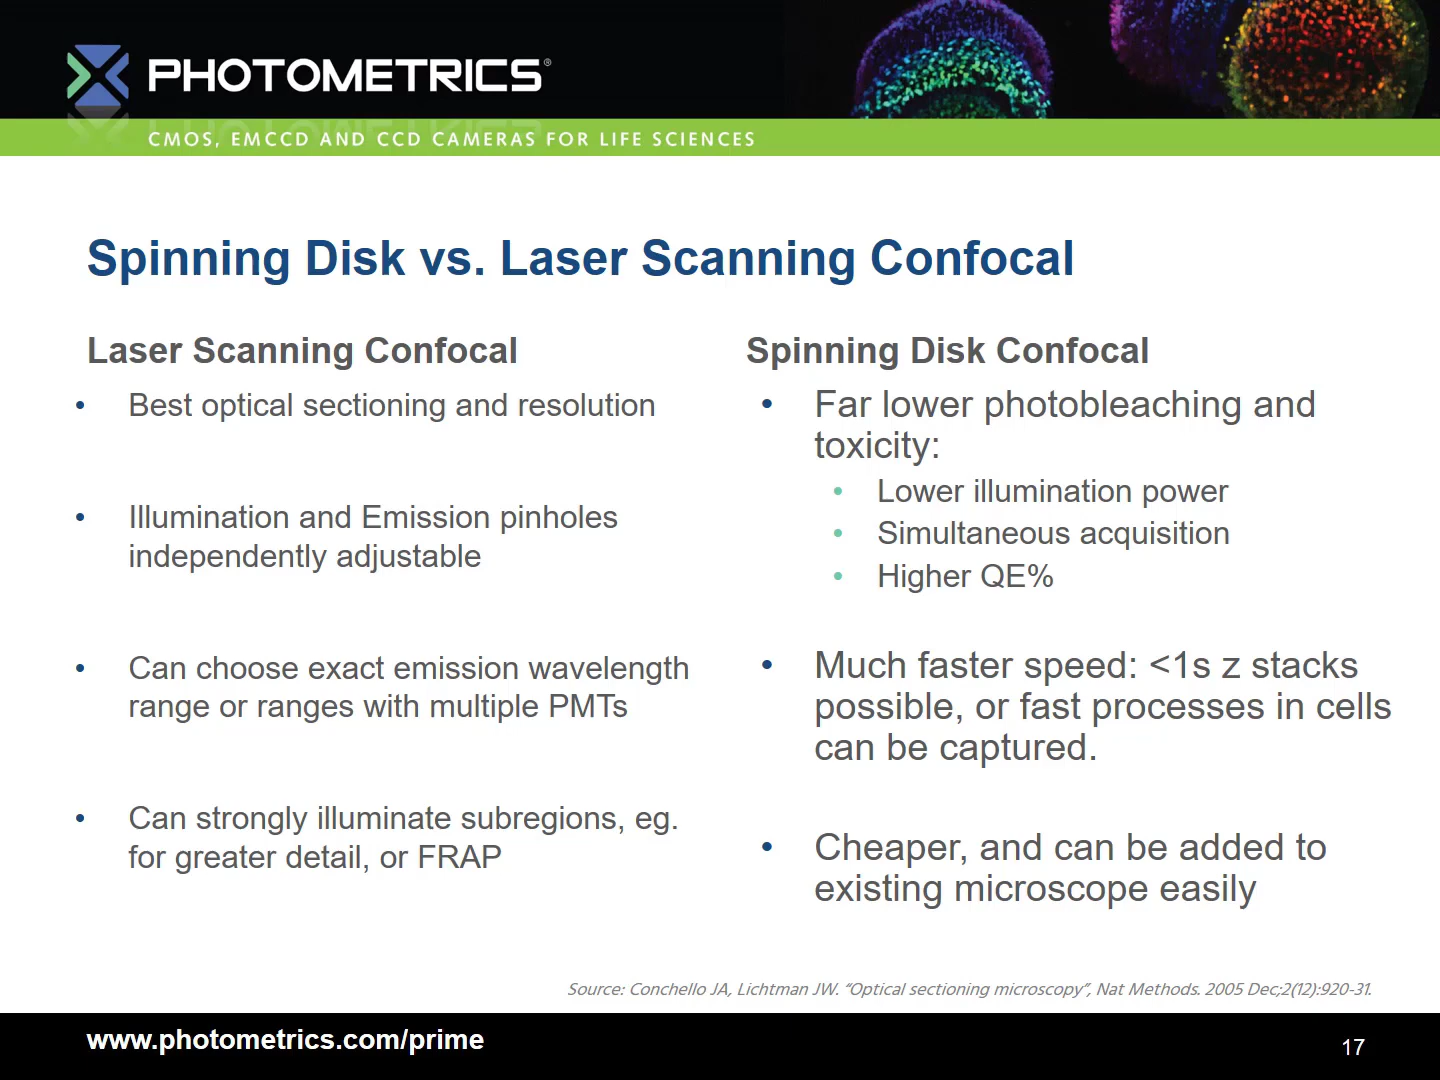 PHOTOMETRICS®
CMOS, EMCCD AND CCD CAMERAS FOR LIFE SCIENCES
Spinning Disk vs. Laser Scanning Confocal
Laser Scanning Confocal
• Best optical sectioning and resolution
• Illumination and Emission pinholes
independently adjustable
• Can choose exact emission wavelength
range or ranges with multiple PMTs
• Can strongly illuminate subregions, eg.
for greater detail, or FRAP
Spinning Disk Confocal
• Far lower photobleaching and
toxicity:
• Lower illumination power
• Simultaneous acquisition
• Higher QE%
• Much faster speed: <1s z stacks
possible, or fast processes in cells
can be captured.
• Cheaper, and can be added to
existing microscope easily
Source: Conchello JA, Lichtman JW. “Optical sectioning microscopy”, Nat Methods. 2005 Dec;2(12):920-31.
www.photometrics.com/prime
17